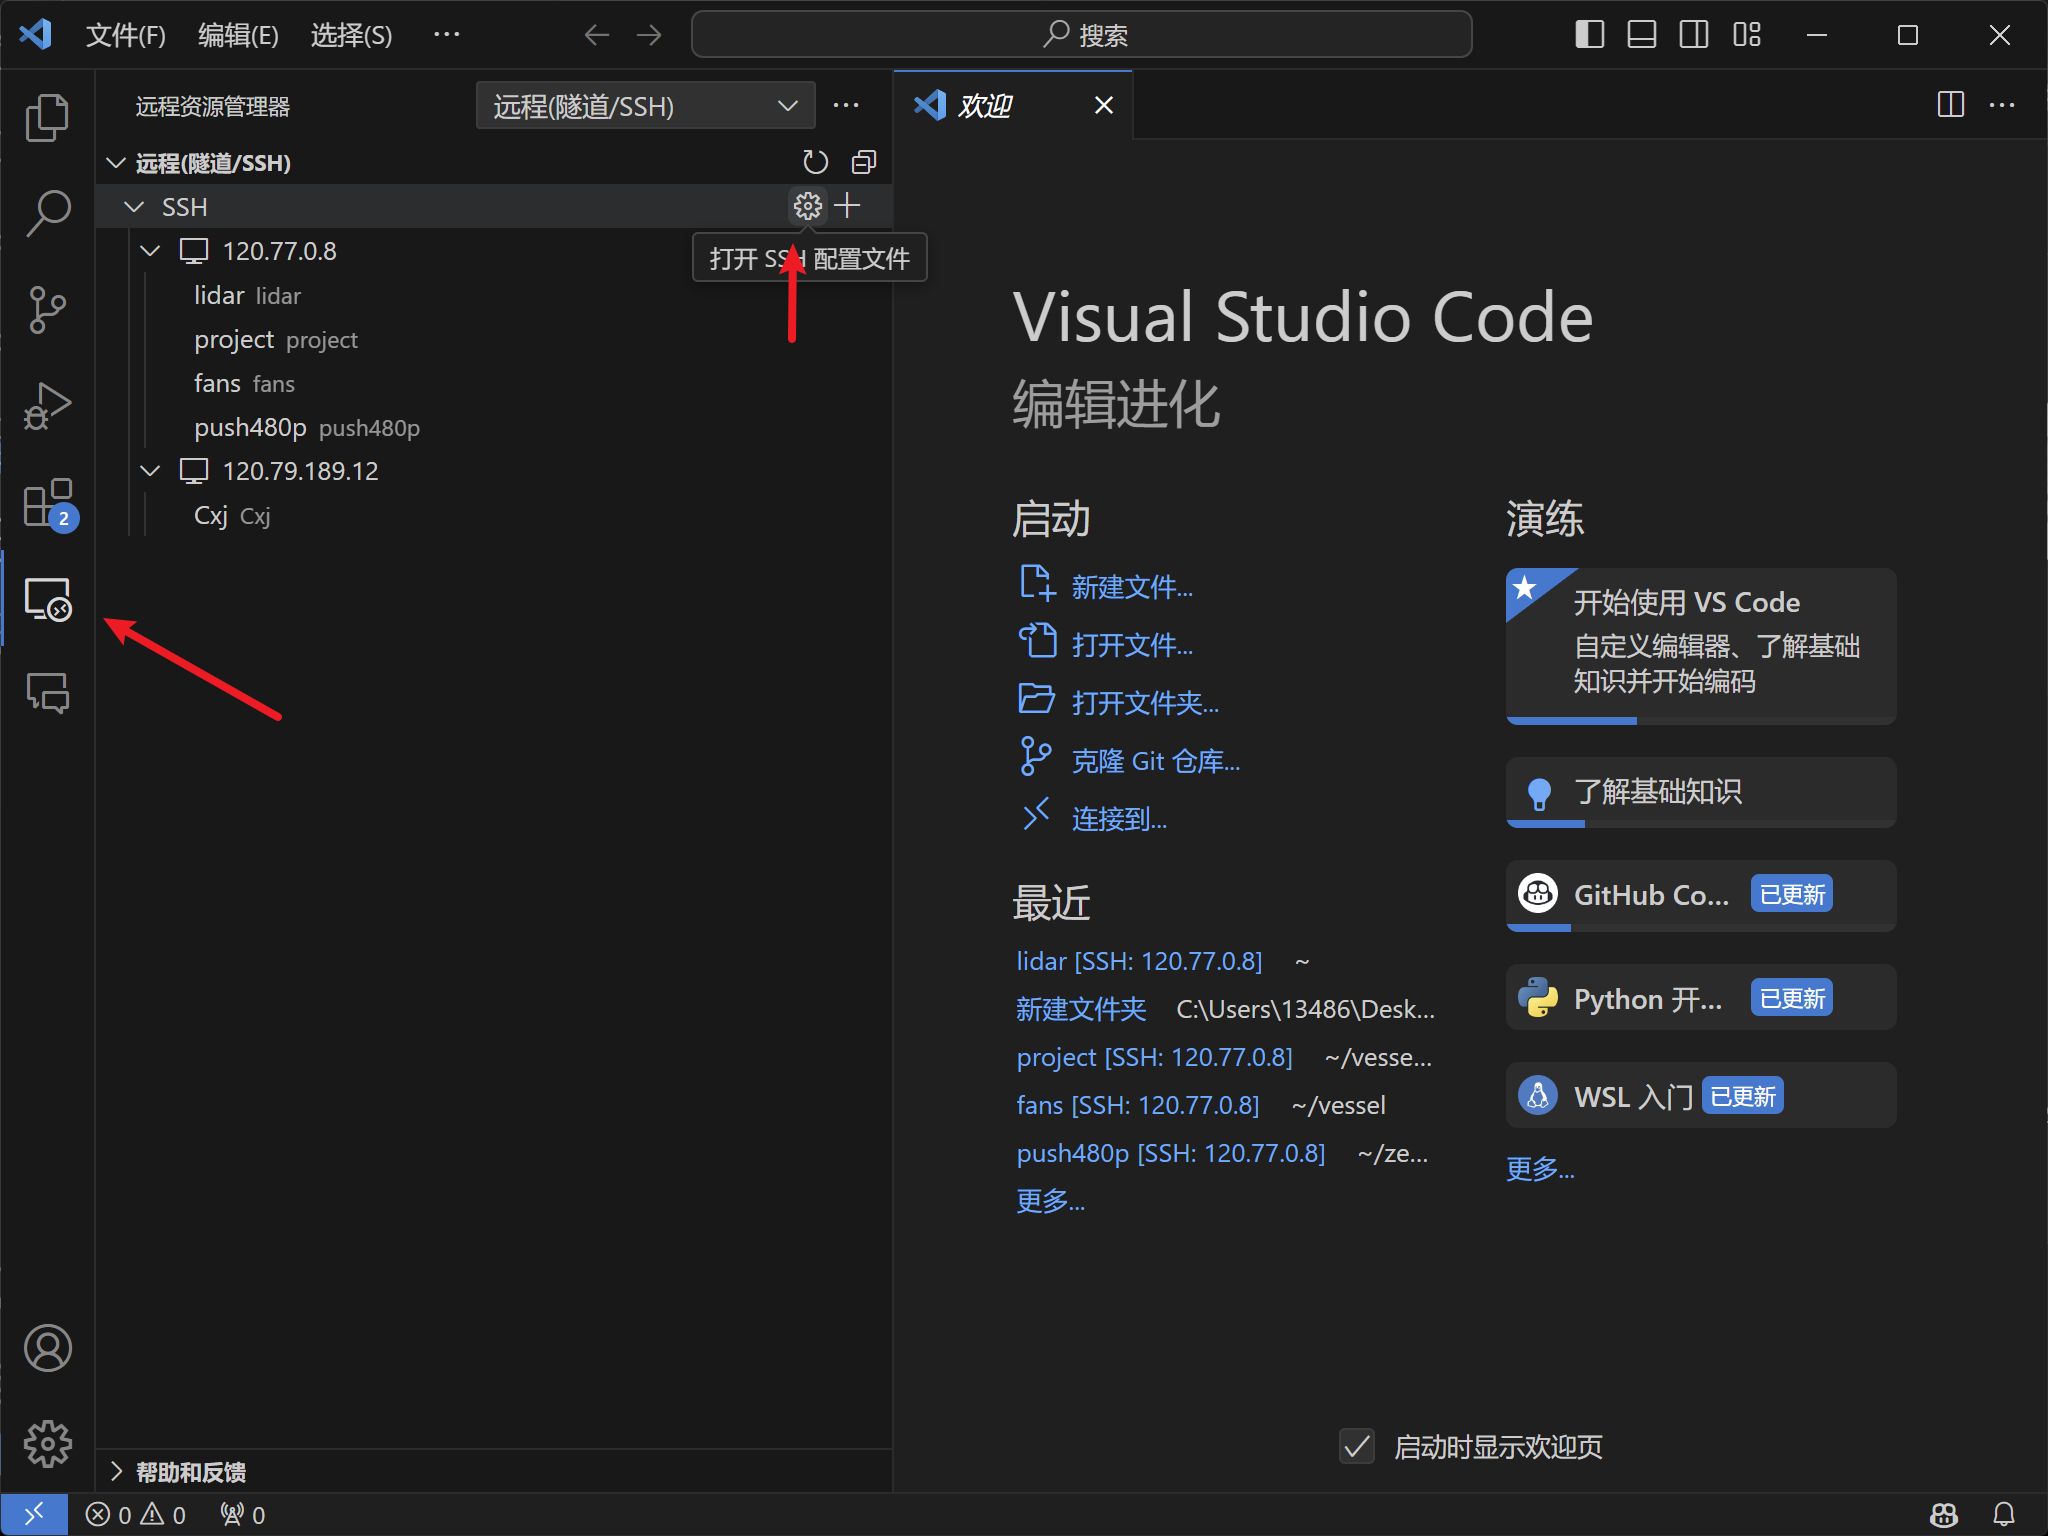 文件(F) 编辑(E) 选择(S) ···
搜索
远程资源管理器
远程(隧道/SSH)
远程(隧道/SSH)
SSH
打开 SSH 配置文件
120.77.0.8
lidar lidar
project project
fans fans
push480p push480p
120.79.189.12
Cxj Cxj
2
帮助和反馈
欢迎
Visual Studio Code
编辑进化
启动
新建文件...
打开文件...
打开文件夹...
克隆 Git 仓库...
连接到...
最近
lidar [SSH: 120.77.0.8] ~
新建文件夹 C:\Users\13486\Desk...
project [SSH: 120.77.0.8] ~/vesse...
fans [SSH: 120.77.0.8] ~/vessel
push480p [SSH: 120.77.0.8] ~/ze...
更多...
演练
开始使用 VS Code
自定义编辑器、了解基础
知识并开始编码
了解基础知识
GitHub Co... 已更新
Python 开... 已更新
WSL 入门 已更新
更多...
启动时显示欢迎页
0 0 0